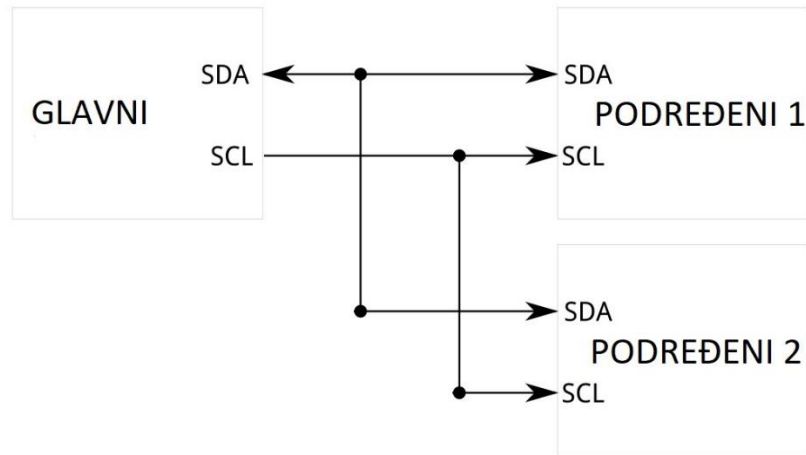 SDA
GLAVNI
SCL
SDA
PODREĐENI 1
SCL
SDA
PODREĐENI 2
SCL